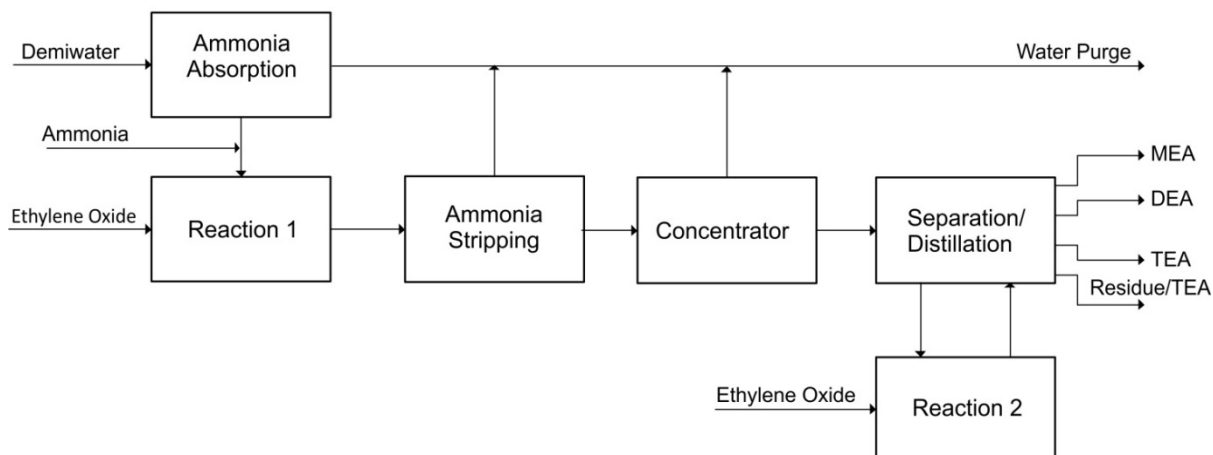 Demiwater
Ammonia
Absorption
Water Purge
Ammonia
Ethylene Oxide
Reaction 1
Ammonia
Stripping
Concentrator
Separation/
Distillation
MEA
DEA
TEA
Residue/TEA
Ethylene Oxide
Reaction 2